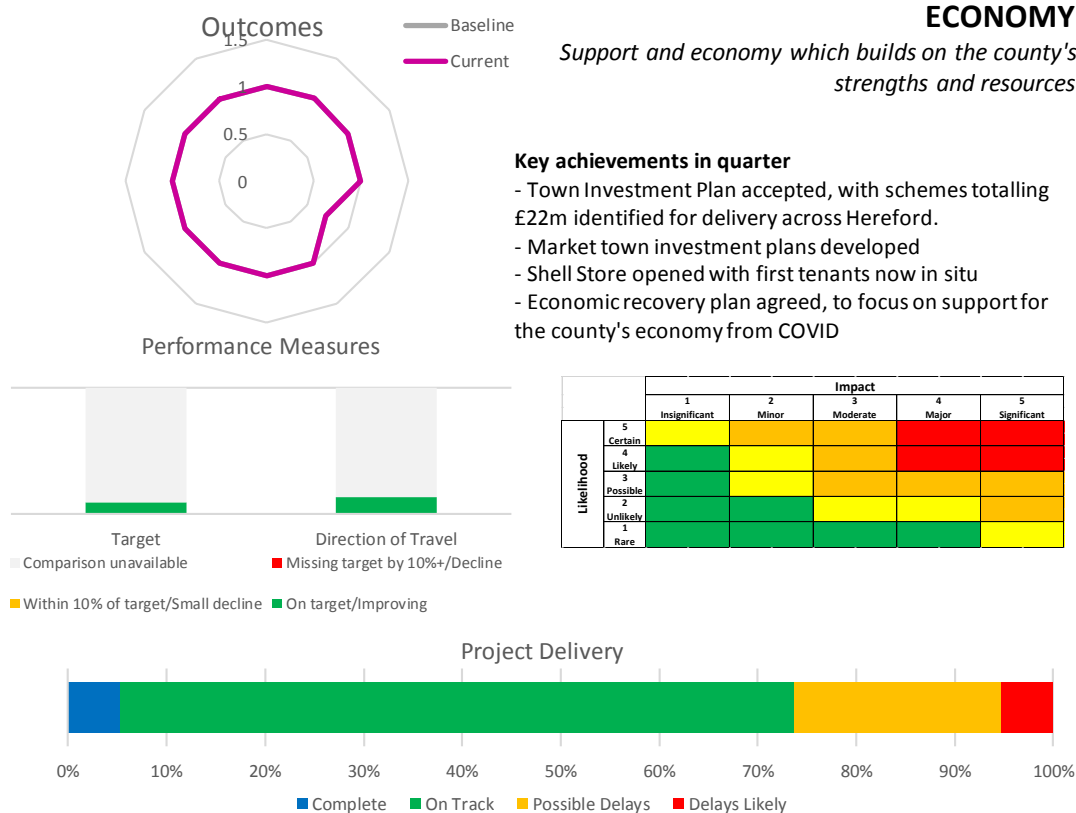 Outcomes
Baseline
Current
1.5
1
0.5
0
ECONOMY
Support and economy which builds on the county's
strengths and resources
Key achievements in quarter
- Town Investment Plan accepted, with schemes totalling
£22m identified for delivery across Hereford.
- Market town investment plans developed
- Shell Store opened with first tenants now in situ
- Economic recovery plan agreed, to focus on support for
the county's economy from COVID
Performance Measures
Target
Direction of Travel
Comparison unavailable
Missing target by 10%+/Decline
Within 10% of target/Small decline
On target/Improving
Impact
1 2 3 4 5
Insignificant Minor Moderate Major Significant
Likelihood
5
Certain
4
Likely
3
Possible
2
Unlikely
1
Rare
Project Delivery
0% 10% 20% 30% 40% 50% 60% 70% 80% 90% 100%
Complete On Track Possible Delays Delays Likely